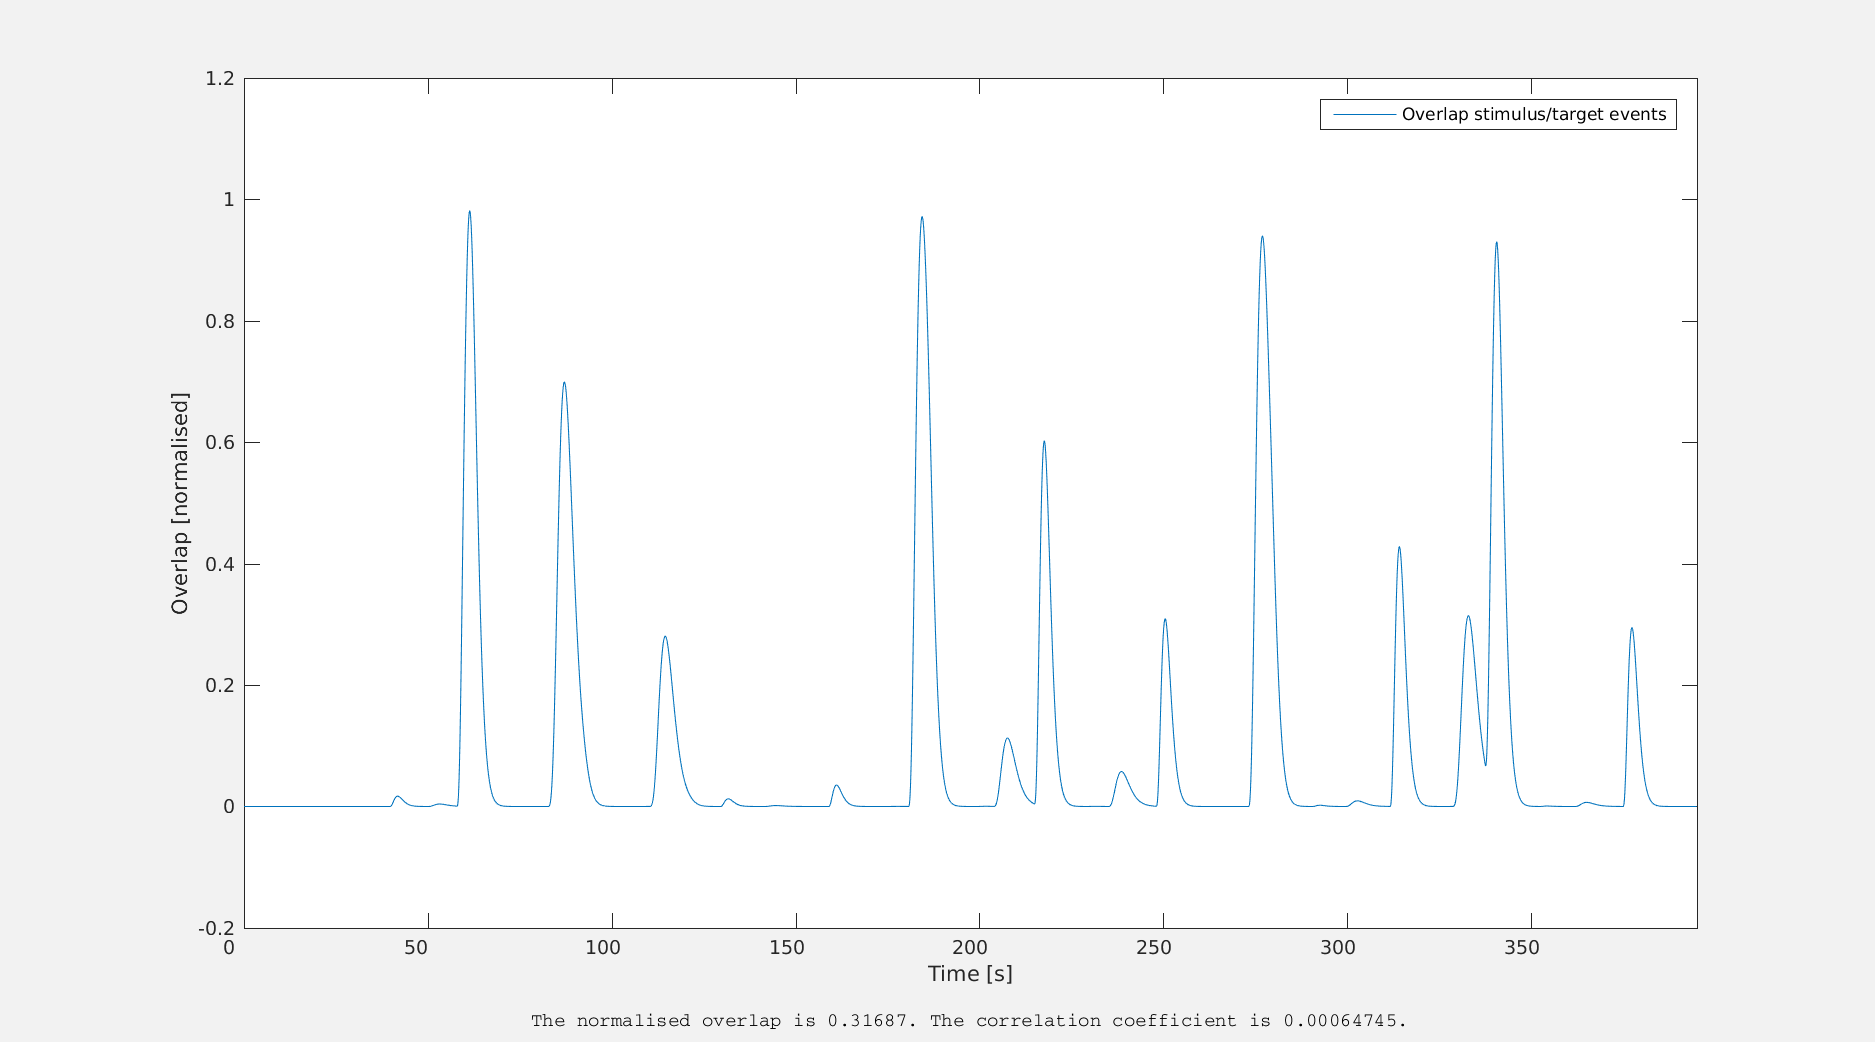 1.2
1
0.8
0.6
0.4
0.2
0
-0.2
Overlap [normalised]
Overlap stimulus/target events
0 50 100 150 200 250 300 350
Time [s]
The normalised overlap is 0.31687. The correlation coefficient is 0.00064745.